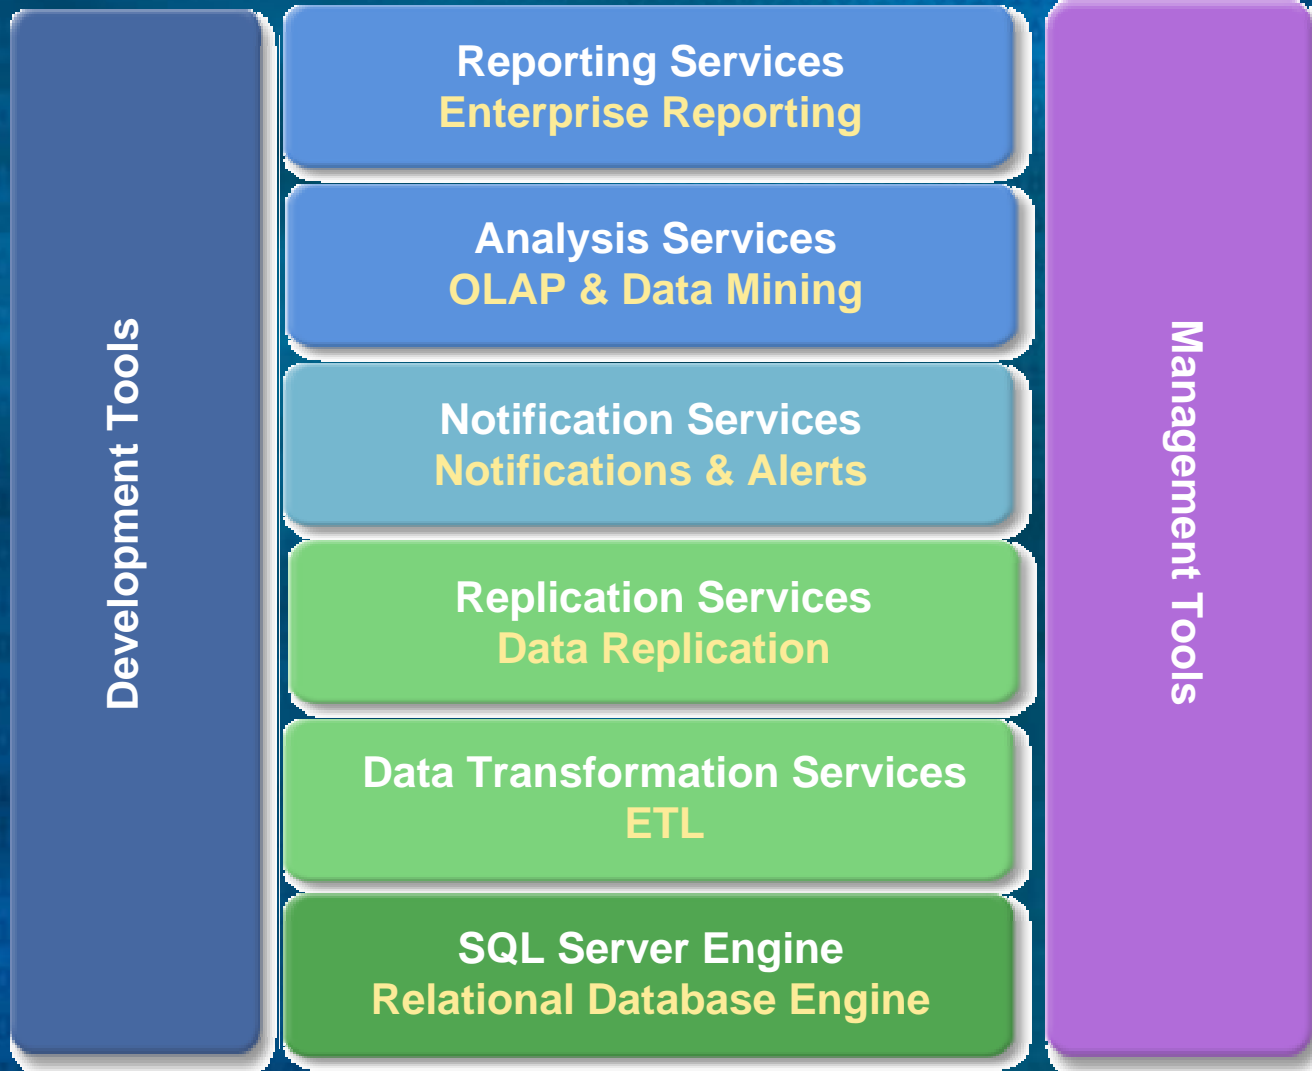 Development Tools
Reporting Services
Enterprise Reporting
Analysis Services
OLAP & Data Mining
Notification Services
Notifications & Alerts
Replication Services
Data Replication
Data Transformation Services
ETL
SQL Server Engine
Relational Database Engine
Management Tools